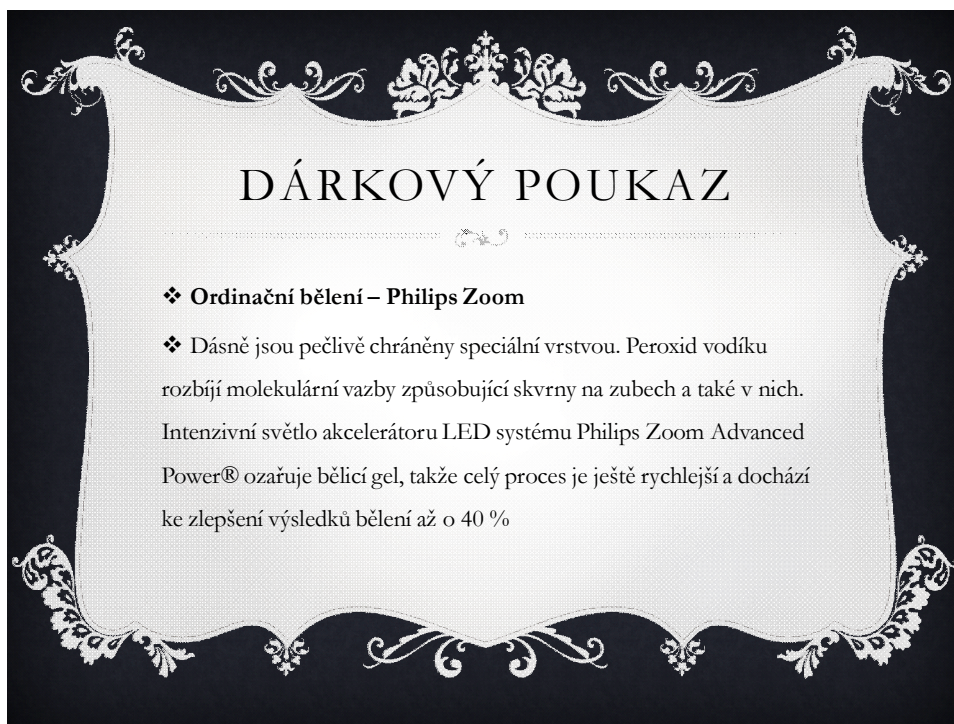 DÁRKOVÝ POUKAZ
❖ Ordinační bělení – Philips Zoom
❖ Dásně jsou pečlivě chráněny speciální vrstvou. Peroxid vodíku
rozbíjí molekulární vazby způsobující skvrny na zubech a také v nich.
Intenzivní světlo akcelerátoru LED systému Philips Zoom Advanced
Power® ozařuje bělicí gel, takže celý proces je ještě rychlejší a dochází
ke zlepšení výsledků bělení až o 40 %